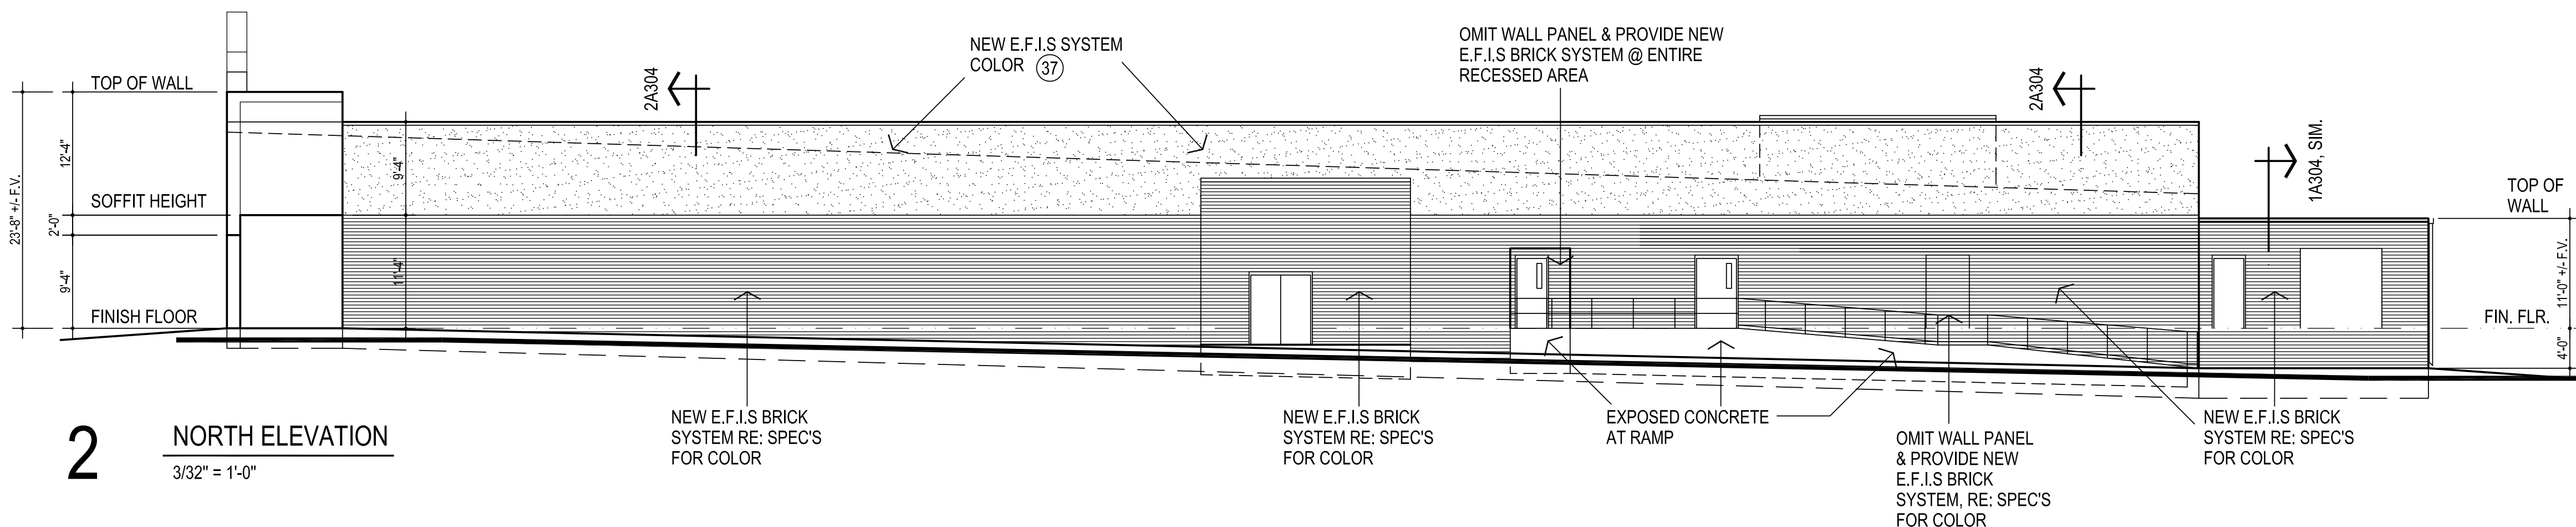 NEW E.F.I.S SYSTEM
COLOR 37
OMIT WALL PANEL & PROVIDE NEW
E.F.I.S BRICK SYSTEM @ ENTIRE
RECESSED AREA
2A304
2A304
1A304, SIM.
TOP OF WALL
SOFFIT HEIGHT
FINISH FLOOR
23'-8" +/- F.V.
12'-4"
2'-0"
9'-4"
9'-4"
11'-4"
TOP OF
WALL
FIN. FLR.
11'-0" +/- F.V.
4'-0"
NEW E.F.I.S BRICK
SYSTEM RE: SPEC'S
FOR COLOR
NEW E.F.I.S BRICK
SYSTEM RE: SPEC'S
FOR COLOR
EXPOSED CONCRETE
AT RAMP
OMIT WALL PANEL
& PROVIDE NEW
E.F.I.S BRICK
SYSTEM, RE: SPEC'S
FOR COLOR
NEW E.F.I.S BRICK
SYSTEM RE: SPEC'S
FOR COLOR
2
NORTH ELEVATION
3/32" = 1'-0"